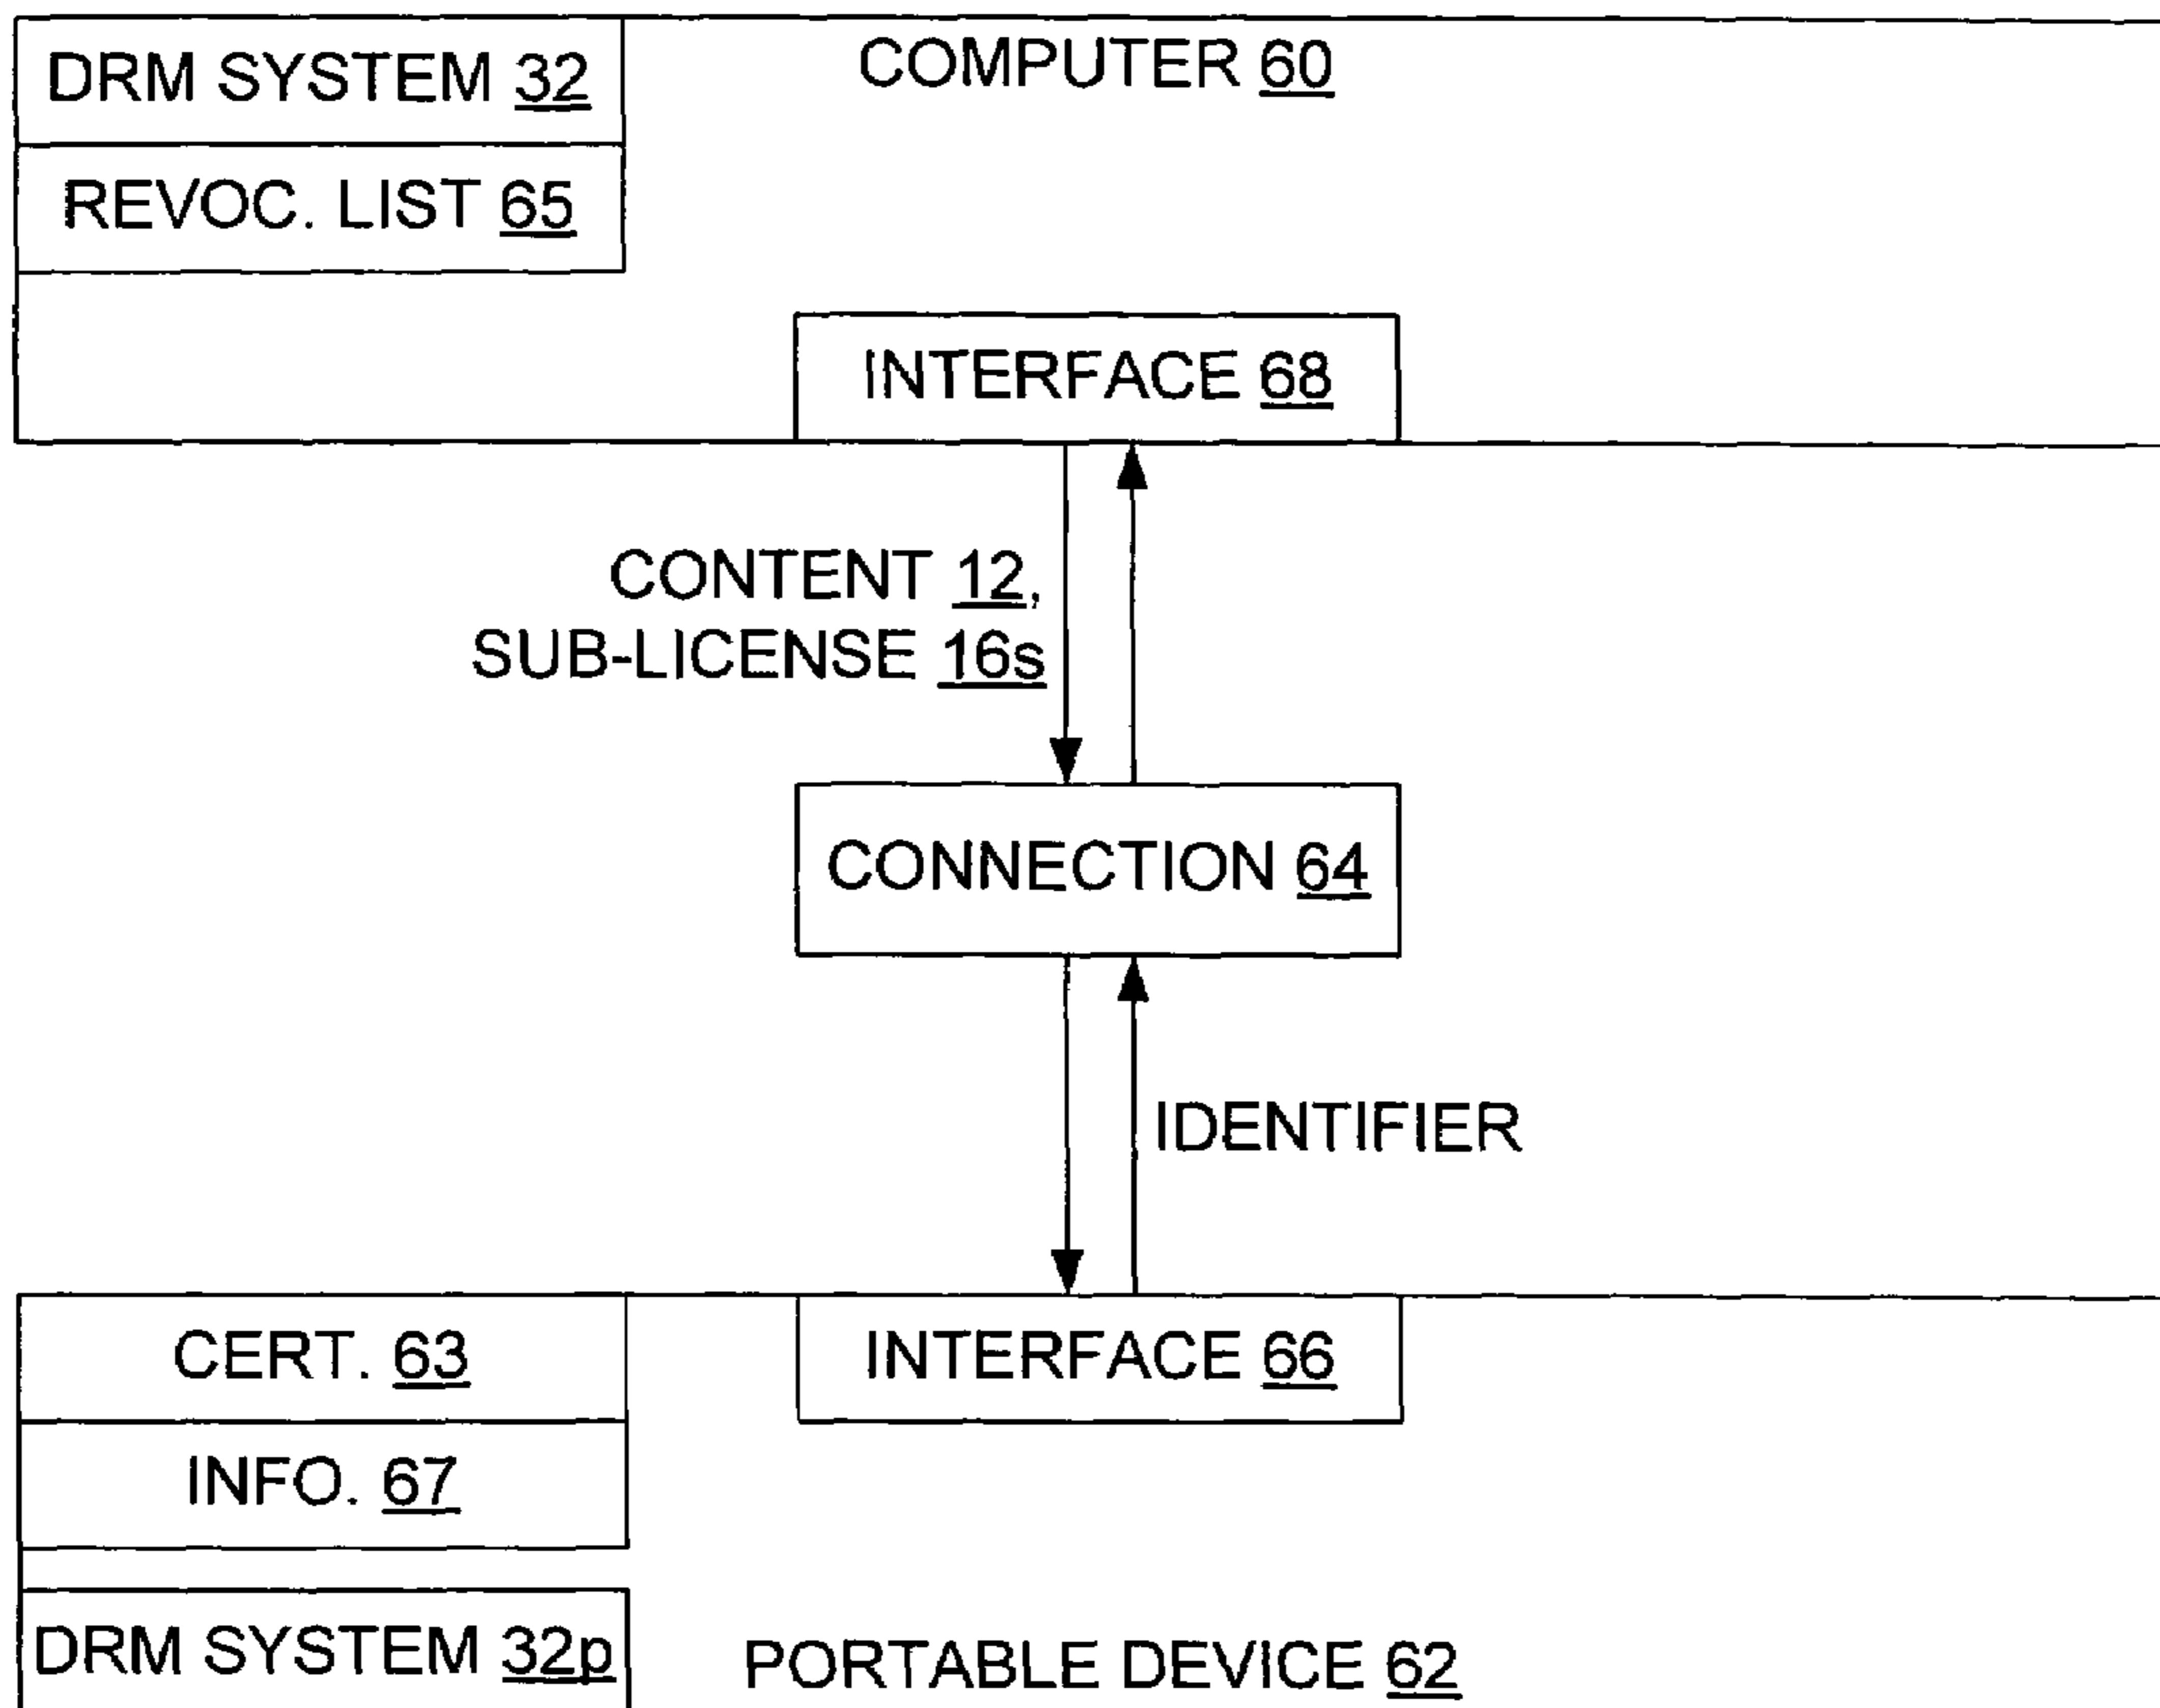 DRM SYSTEM 32
COMPUTER 60
REVOC. LIST 65
INTERFACE 68
CONTENT 12,
SUB-LICENSE 16s
CONNECTION 64
IDENTIFIER
CERT. 63
INTERFACE 66
INFO. 67
DRM SYSTEM 32p
PORTABLE DEVICE 62